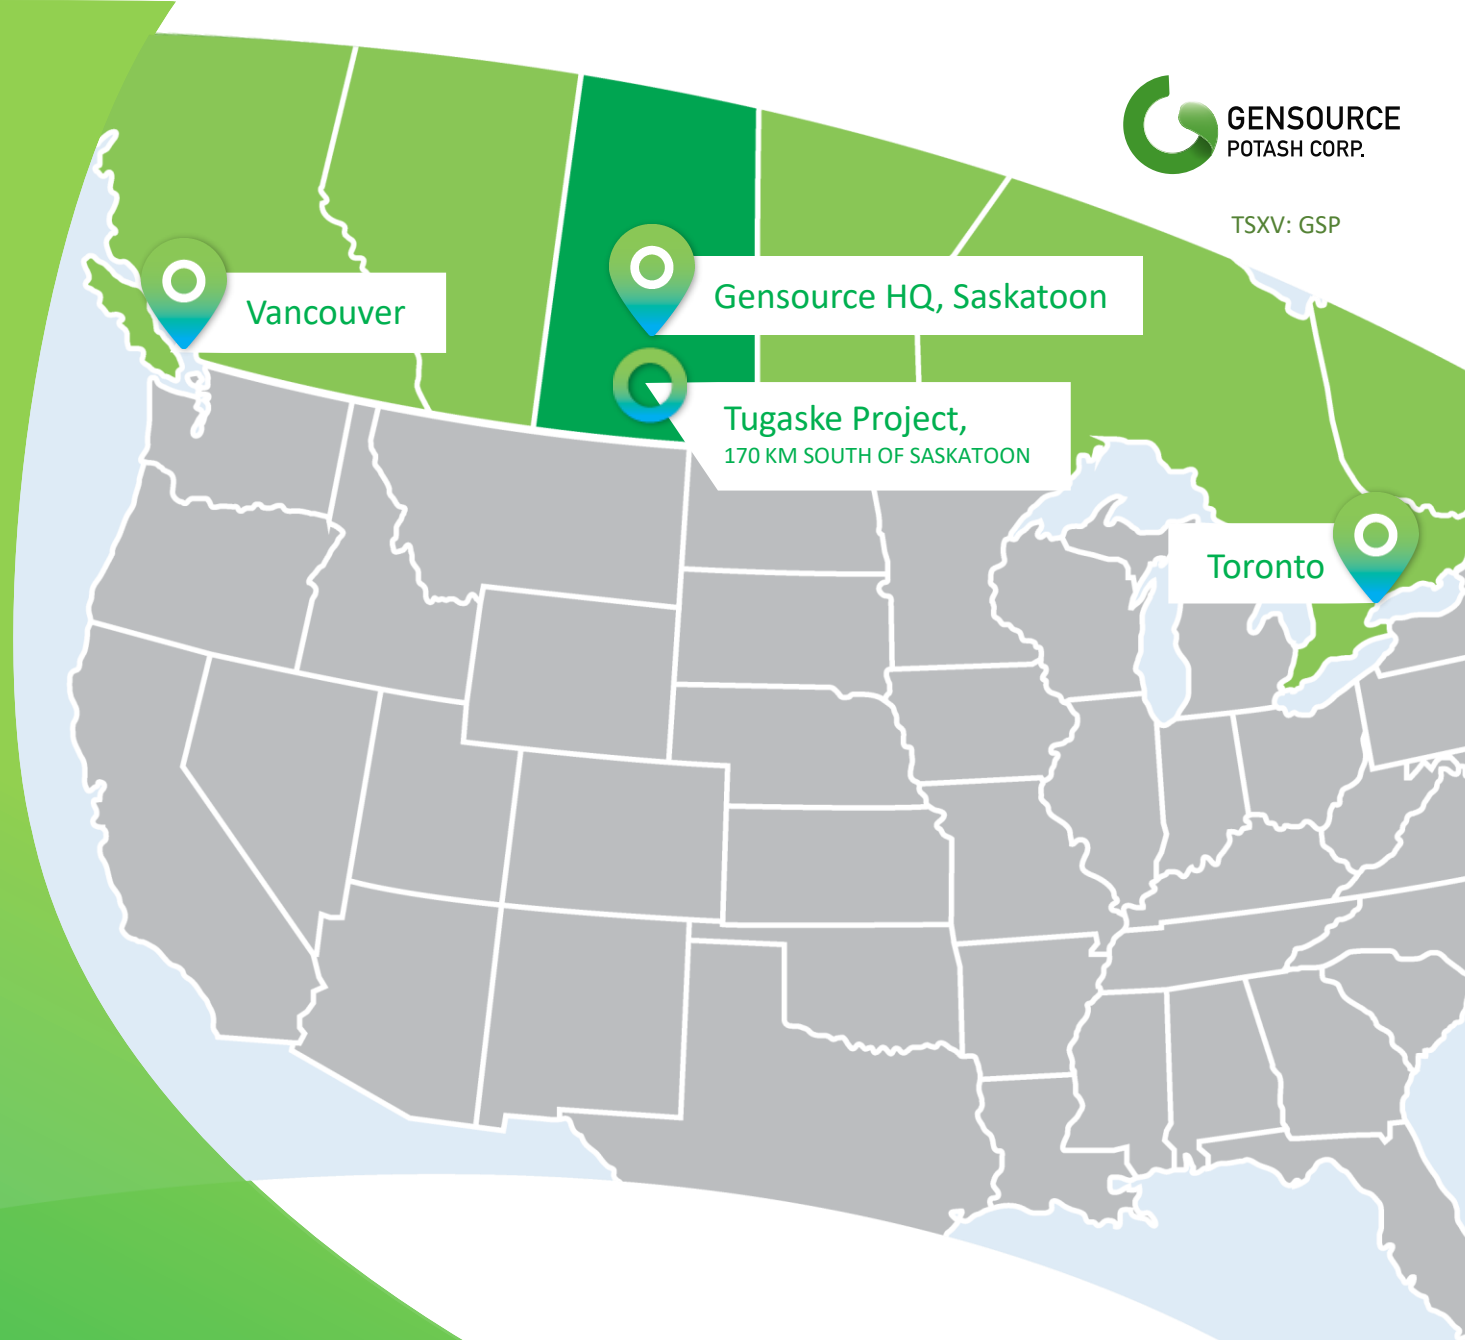 GENSOURCE
POTASH CORP.
TSXV: GSP
Vancouver
Gensource HQ, Saskatoon
Tugaske Project,
170 KM SOUTH OF SASKATOON
Toronto